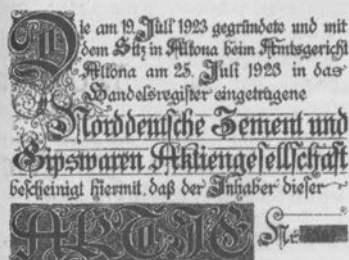 Die am 19. Juli 1923 gegründete und mit
dem Sitz in Altona beim Amtsgericht
Altona am 25. Juli 1923 in das
Handelsregister eingetragene
Norddeutsche Zement und
Gipswaren Aktiengesellschaft
bescheinigt hiermit, daß der Inhaber dieser
AKTIE Nr.